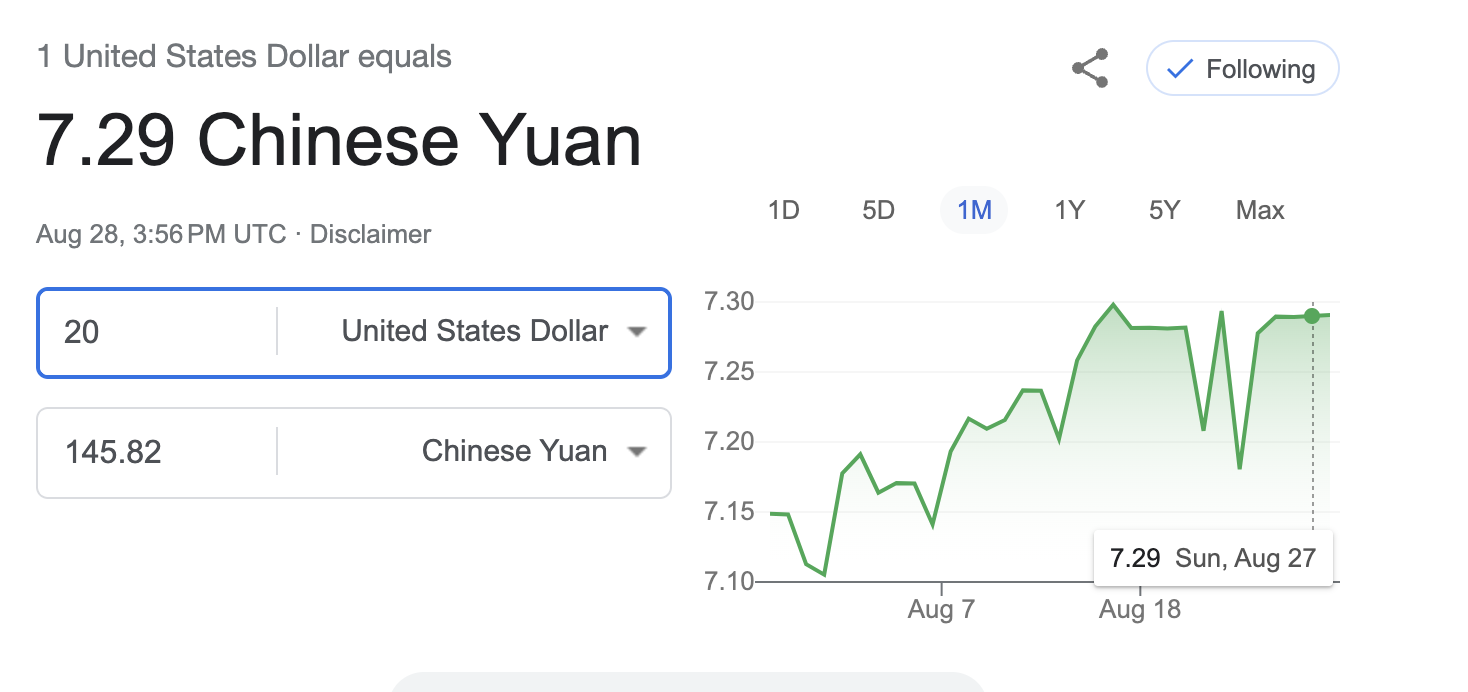 1 United States Dollar equals
Following
7.29 Chinese Yuan
Aug 28, 3:56 PM UTC · Disclaimer
1D 5D 1M 1Y 5Y Max
20 United States Dollar
145.82 Chinese Yuan
7.30
7.25
7.20
7.15
7.10
7.29 Sun, Aug 27
Aug 7 Aug 18